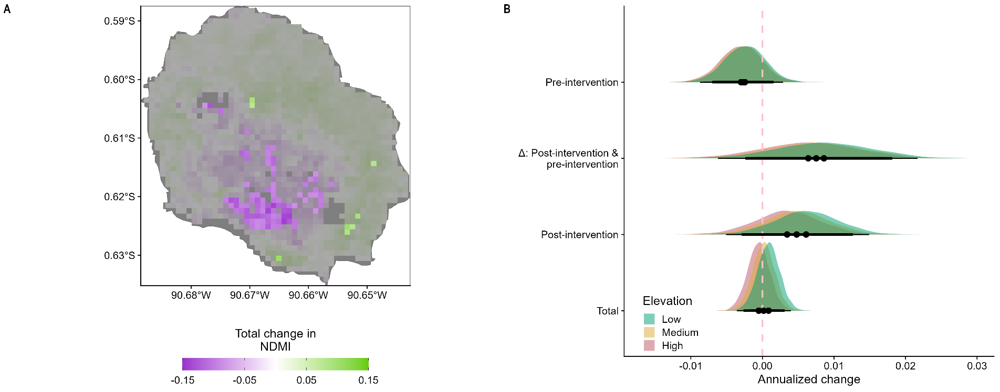 A
0.59°S
0.60°S
0.61°S
0.62°S
0.63°S
90.68°W
90.67°W
90.66°W
90.65°W
Total change in
NDMI
-0.15
-0.05
0.05
0.15
B
Pre-intervention
Δ: Post-intervention &
pre-intervention
Post-intervention
Total
Elevation
Low
Medium
High
-0.01
0.00
0.01
0.02
0.03
Annualized change